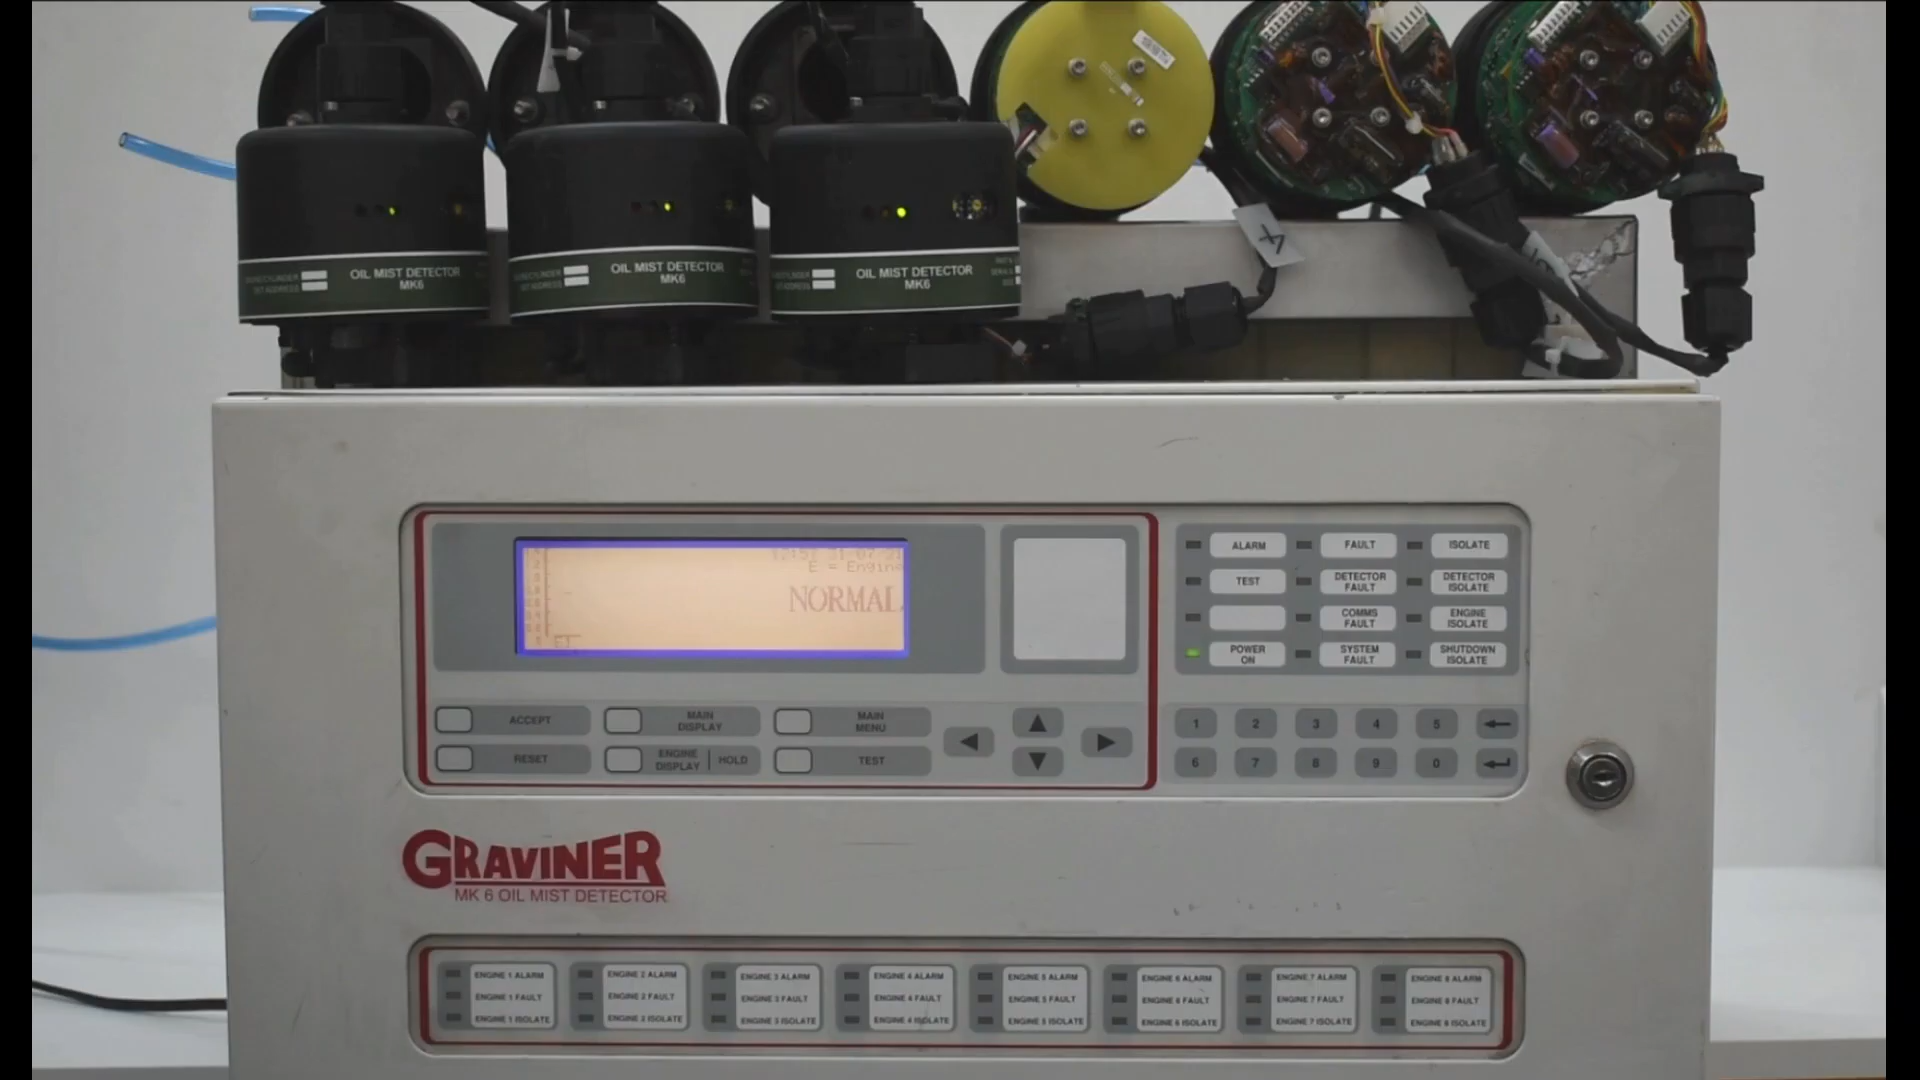 OIL MIST DETECTOR
MK6
OIL MIST DETECTOR
MK6
OIL MIST DETECTOR
MK6
4
E = Engine
NORMAL
ALARM
FAULT
ISOLATE
TEST
DETECTOR
FAULT
DETECTOR
ISOLATE
COMMS
FAULT
ENGINE
ISOLATE
POWER
ON
SYSTEM
FAULT
SHUTDOWN
ISOLATE
ACCEPT
MAIN
DISPLAY
MAIN
MENU
RESET
ENGINE
DISPLAY
HOLD
TEST
1 2 3 4 5
6 7 8 9 0
GRAVINER
MK 6 OIL MIST DETECTOR
ENGINE 1 ALARM
ENGINE 1 FAULT
ENGINE 1 ISOLATE
ENGINE 2 ALARM
ENGINE 2 FAULT
ENGINE 2 ISOLATE
ENGINE 3 ALARM
ENGINE 3 FAULT
ENGINE 3 ISOLATE
ENGINE 4 ALARM
ENGINE 4 FAULT
ENGINE 4 ISOLATE
ENGINE 5 ALARM
ENGINE 5 FAULT
ENGINE 5 ISOLATE
ENGINE 6 ALARM
ENGINE 6 FAULT
ENGINE 6 ISOLATE
ENGINE 7 ALARM
ENGINE 7 FAULT
ENGINE 7 ISOLATE
ENGINE 8 ALARM
ENGINE 8 FAULT
ENGINE 8 ISOLATE